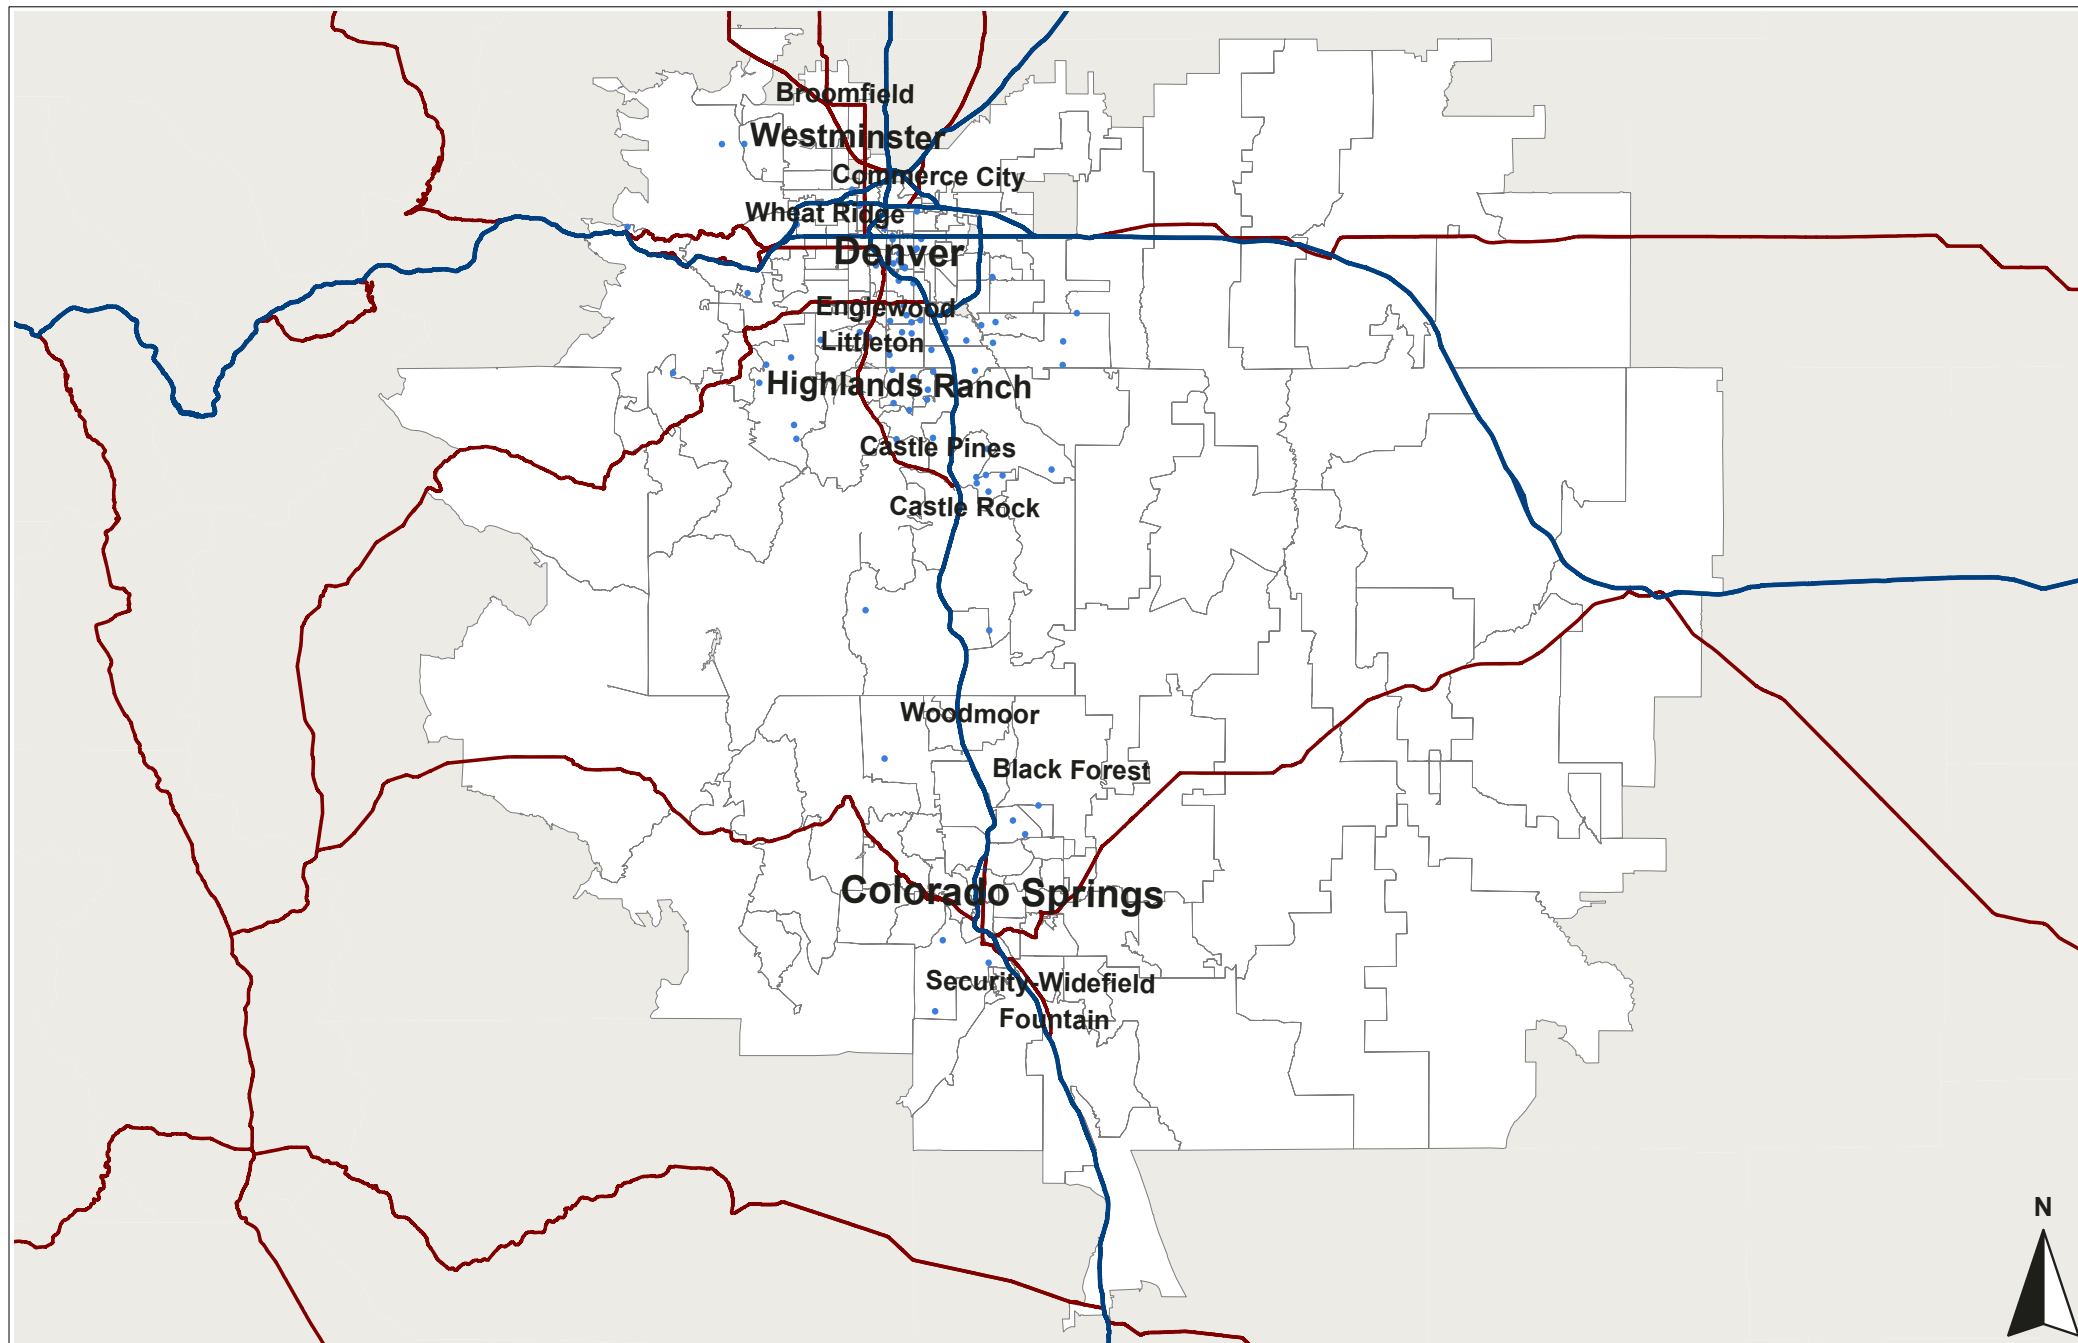 Broomfield
Westminster
Commerce City
Wheat Ridge
Denver
Englewood
Littleton
Highlands Ranch
Castle Pines
Castle Rock
Woodmoor
Black Forest
Colorado Springs
Security-Widefield
Fountain
N